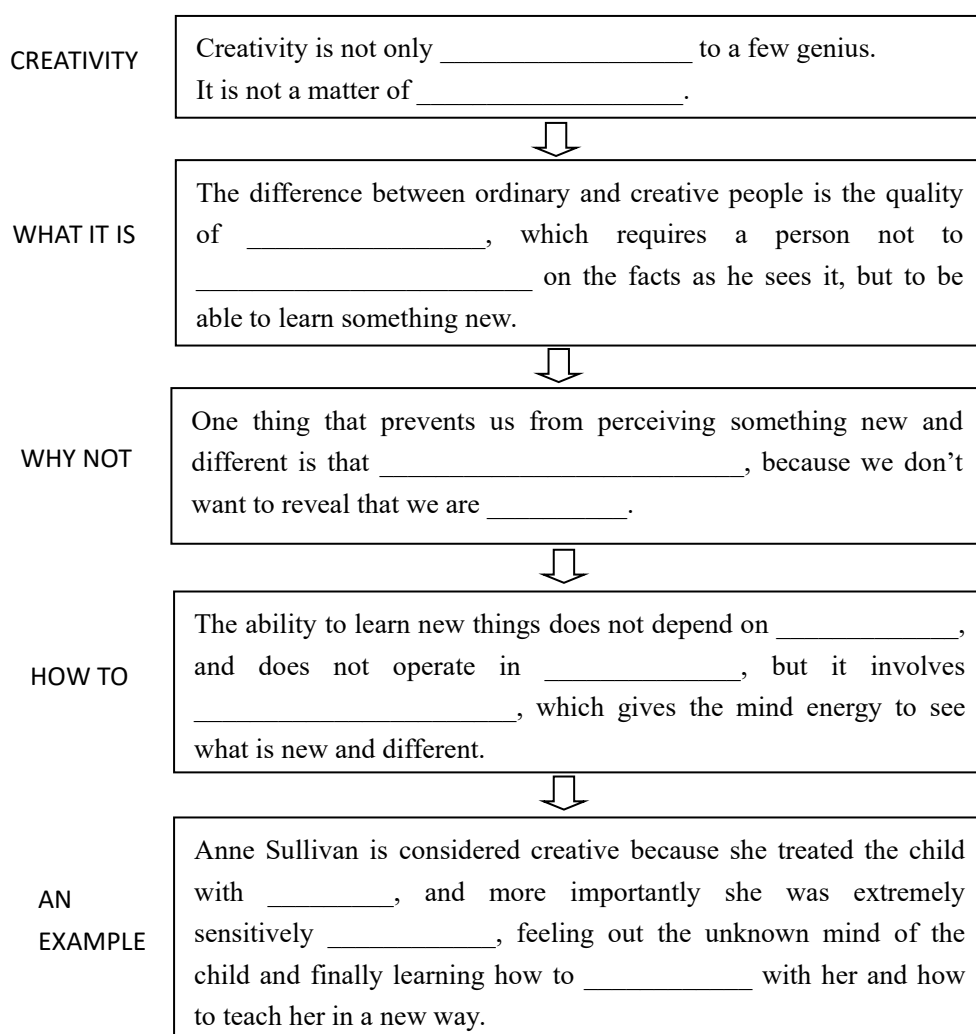 CREATIVITY
Creativity is not only __________________ to a few genius.
It is not a matter of ___________________.
WHAT IT IS
The difference between ordinary and creative people is the quality
of _________________, which requires a person not to
________________________ on the facts as he sees it, but to be
able to learn something new.
WHY NOT
One thing that prevents us from perceiving something new and
different is that __________________________, because we don’t
want to reveal that we are __________.
HOW TO
The ability to learn new things does not depend on _____________,
and does not operate in ______________, but it involves
_______________________, which gives the mind energy to see
what is new and different.
AN
EXAMPLE
Anne Sullivan is considered creative because she treated the child
with _________, and more importantly she was extremely
sensitively ____________, feeling out the unknown mind of the
child and finally learning how to ____________ with her and how
to teach her in a new way.